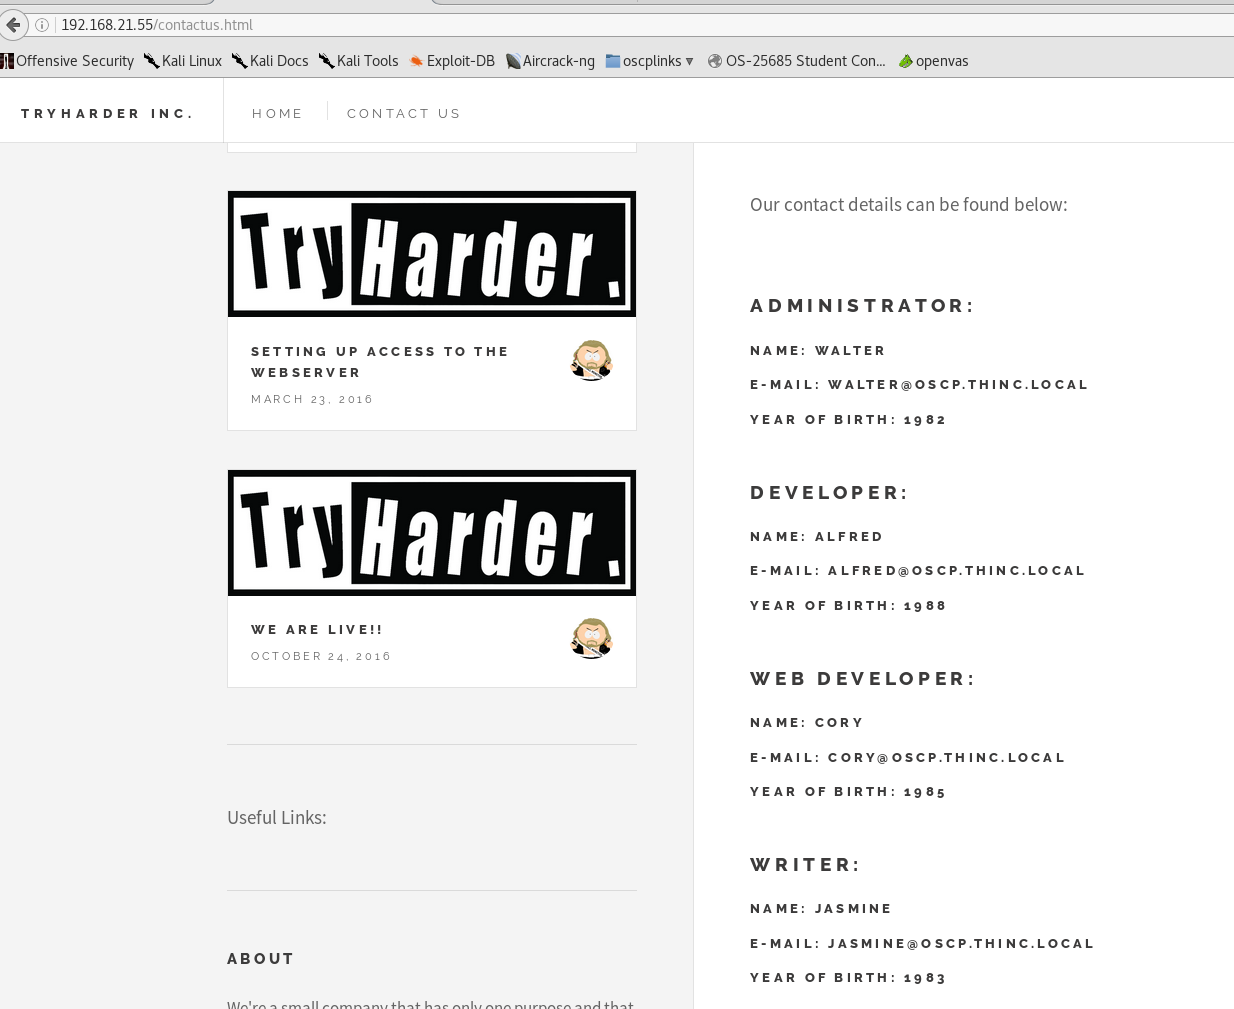 192.168.21.55/contactus.html
Offensive Security Kali Linux Kali Docs Kali Tools Exploit-DB Aircrack-ng oscplinks OS-25685 Student Con... openvas
TRYHARDER INC. HOME CONTACT US
TryHarder.
SETTING UP ACCESS TO THE
WEBSERVER
MARCH 23, 2016
TryHarder.
WE ARE LIVE!!
OCTOBER 24, 2016
Useful Links:
ABOUT
We're a small company that has only one purpose and that
Our contact details can be found below:
ADMINISTRATOR:
NAME: WALTER
E-MAIL: WALTER@OSCP.THINC.LOCAL
YEAR OF BIRTH: 1982
DEVELOPER:
NAME: ALFRED
E-MAIL: ALFRED@OSCP.THINC.LOCAL
YEAR OF BIRTH: 1988
WEB DEVELOPER:
NAME: CORY
E-MAIL: CORY@OSCP.THINC.LOCAL
YEAR OF BIRTH: 1985
WRITER:
NAME: JASMINE
E-MAIL: JASMINE@OSCP.THINC.LOCAL
YEAR OF BIRTH: 1983